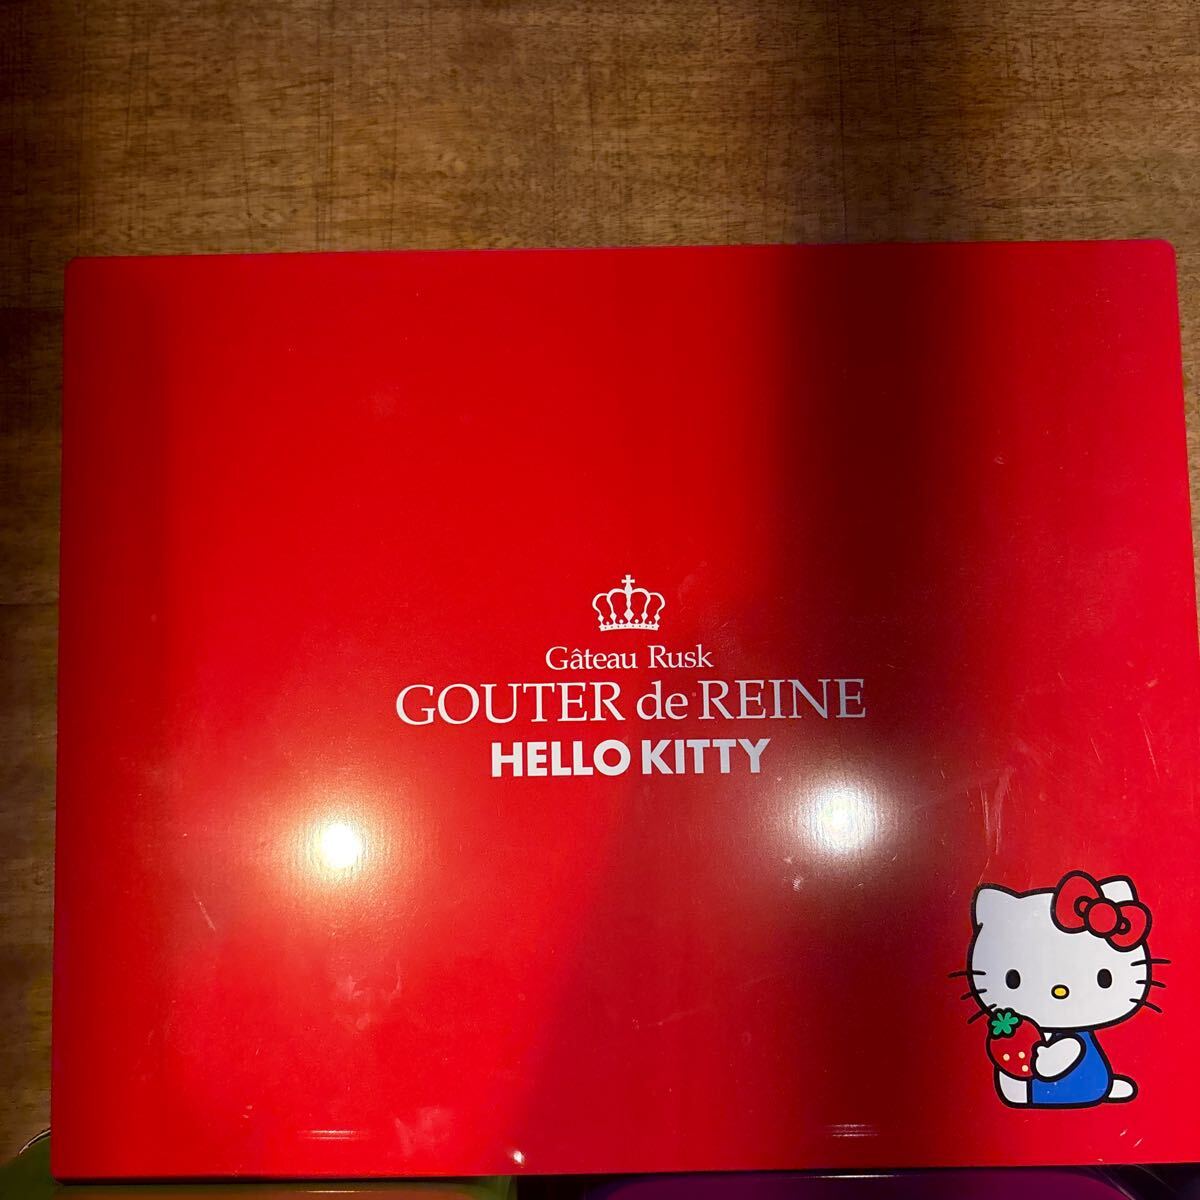 Gâteau Rusk
GOUTER de REINE
HELLO KITTY